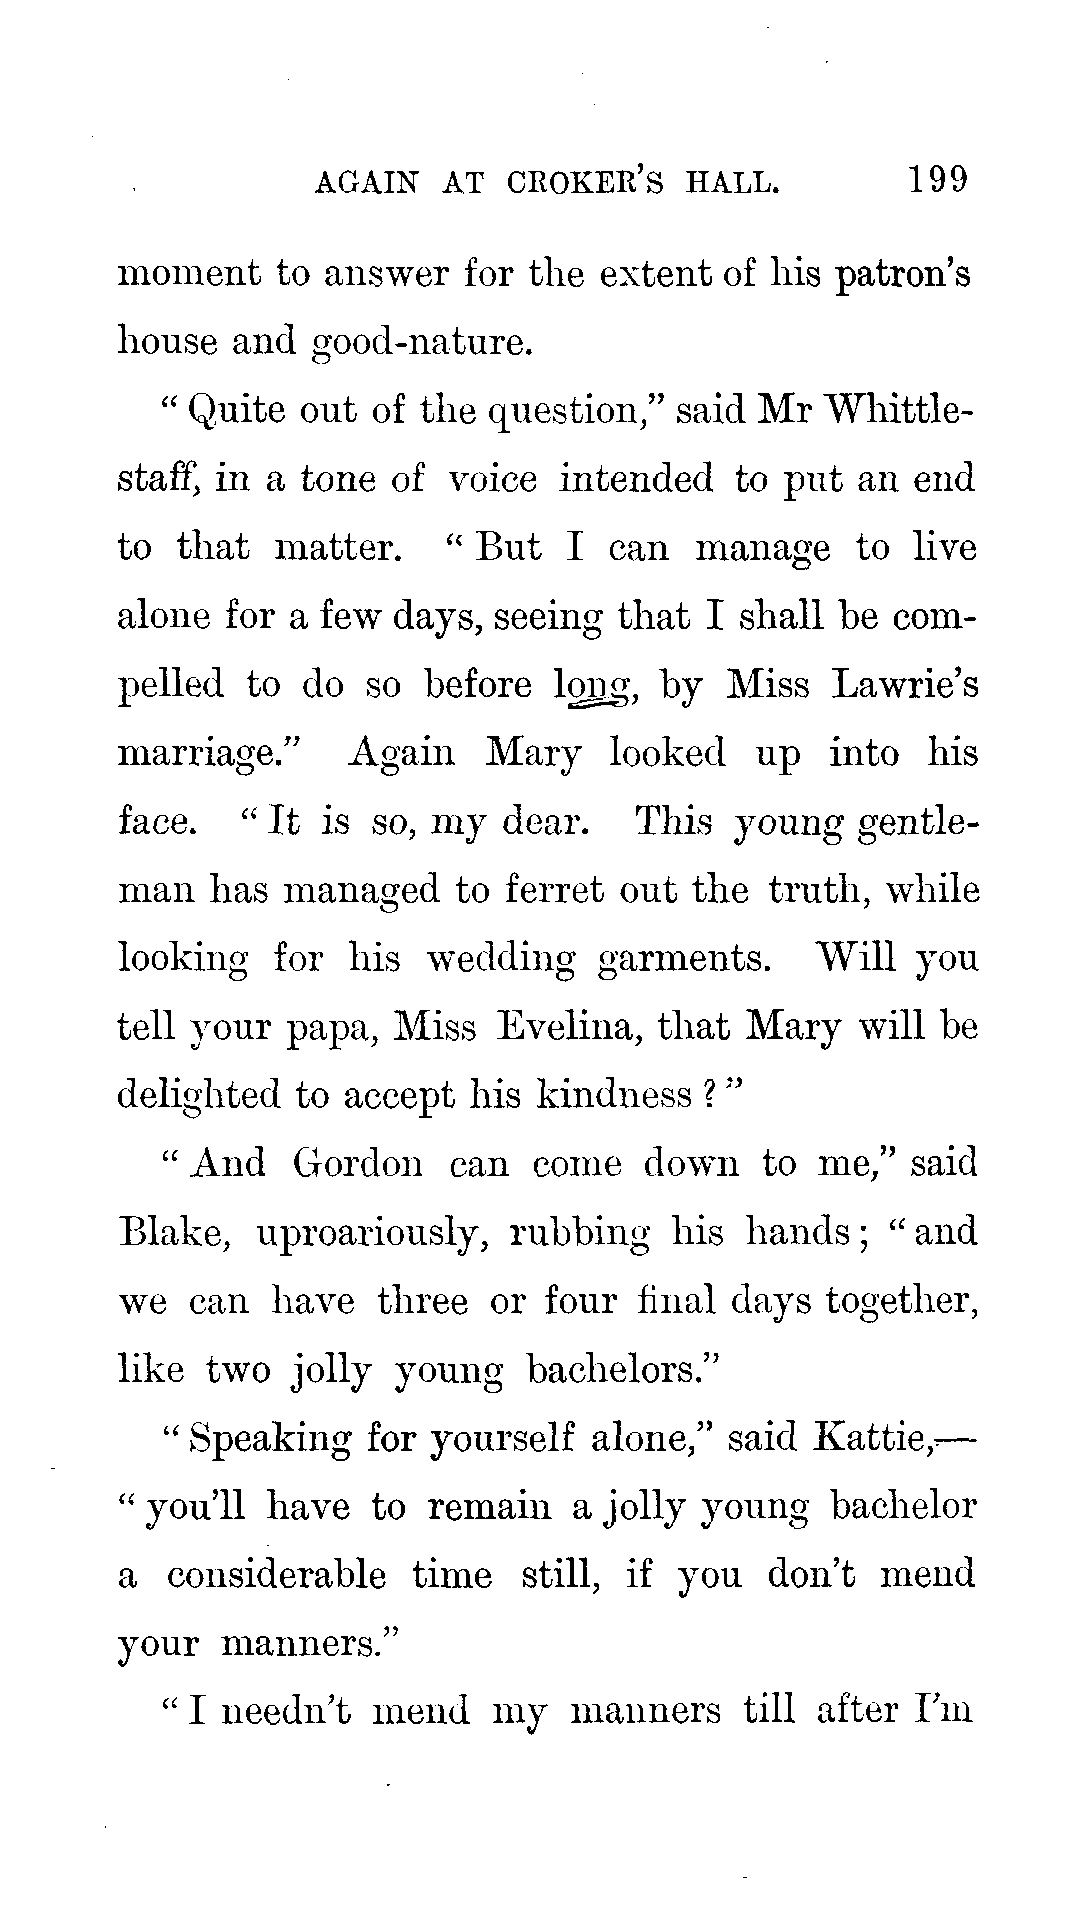 AGAIN AT CROKER'S HALL. 199
moment to answer for the extent of his patron's
house and good-nature.
“ Quite out of the question,” said Mr Whittle-
staff, in a tone of voice intended to put an end
to that matter. “ But I can manage to live
alone for a few days, seeing that I shall be com-
pelled to do so before long, by Miss Lawrie's
marriage.” Again Mary looked up into his
face. “ It is so, my dear. This young gentle-
man has managed to ferret out the truth, while
looking for his wedding garments. Will you
tell your papa, Miss Evelina, that Mary will be
delighted to accept his kindness ? ”
“ And Gordon can come down to me,” said
Blake, uproariously, rubbing his hands ; “ and
we can have three or four final days together,
like two jolly young bachelors.”
“ Speaking for yourself alone,” said Kattie,—
“ you'll have to remain a jolly young bachelor
a considerable time still, if you don't mend
your manners.”
“ I needn't mend my manners till after I'm